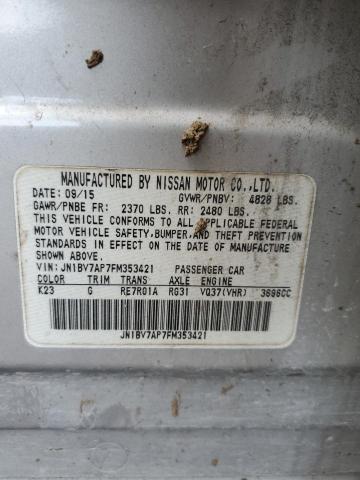 MANUFACTURED BY NISSAN MOTOR CO.,LTD.
DATE: 09/15 GVWR/PNBV: 4828 LBS.
GAWR/PNBE FR: 2370 LBS. RR: 2480 LBS.
THIS VEHICLE CONFORMS TO ALL APPLICABLE FEDERAL
MOTOR VEHICLE SAFETY,BUMPER, AND THEFT PREVENTION
STANDARDS IN EFFECT ON THE DATE OF MANUFACTURE
SHOWN ABOVE.
VIN: JN1BV7AP7FM353421 PASSENGER CAR
COLOR TRIM TRANS AXLE ENGINE
K23 G RE7R01A RG31 VQ37(VHR) 3696CC
JN1BV7AP7FM353421